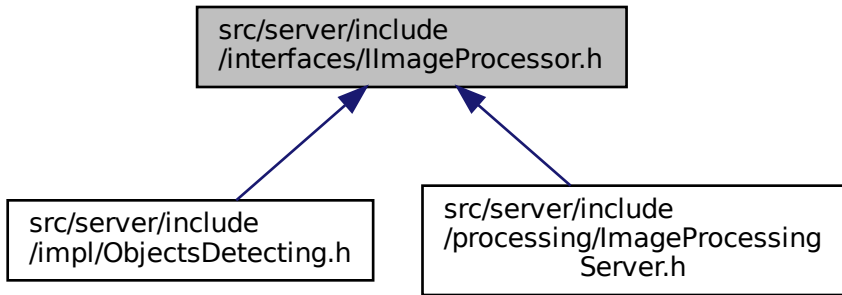 src/server/include
/interfaces/IImageProcessor.h
src/server/include
/impl/ObjectsDetecting.h
src/server/include
/processing/ImageProcessing
Server.h